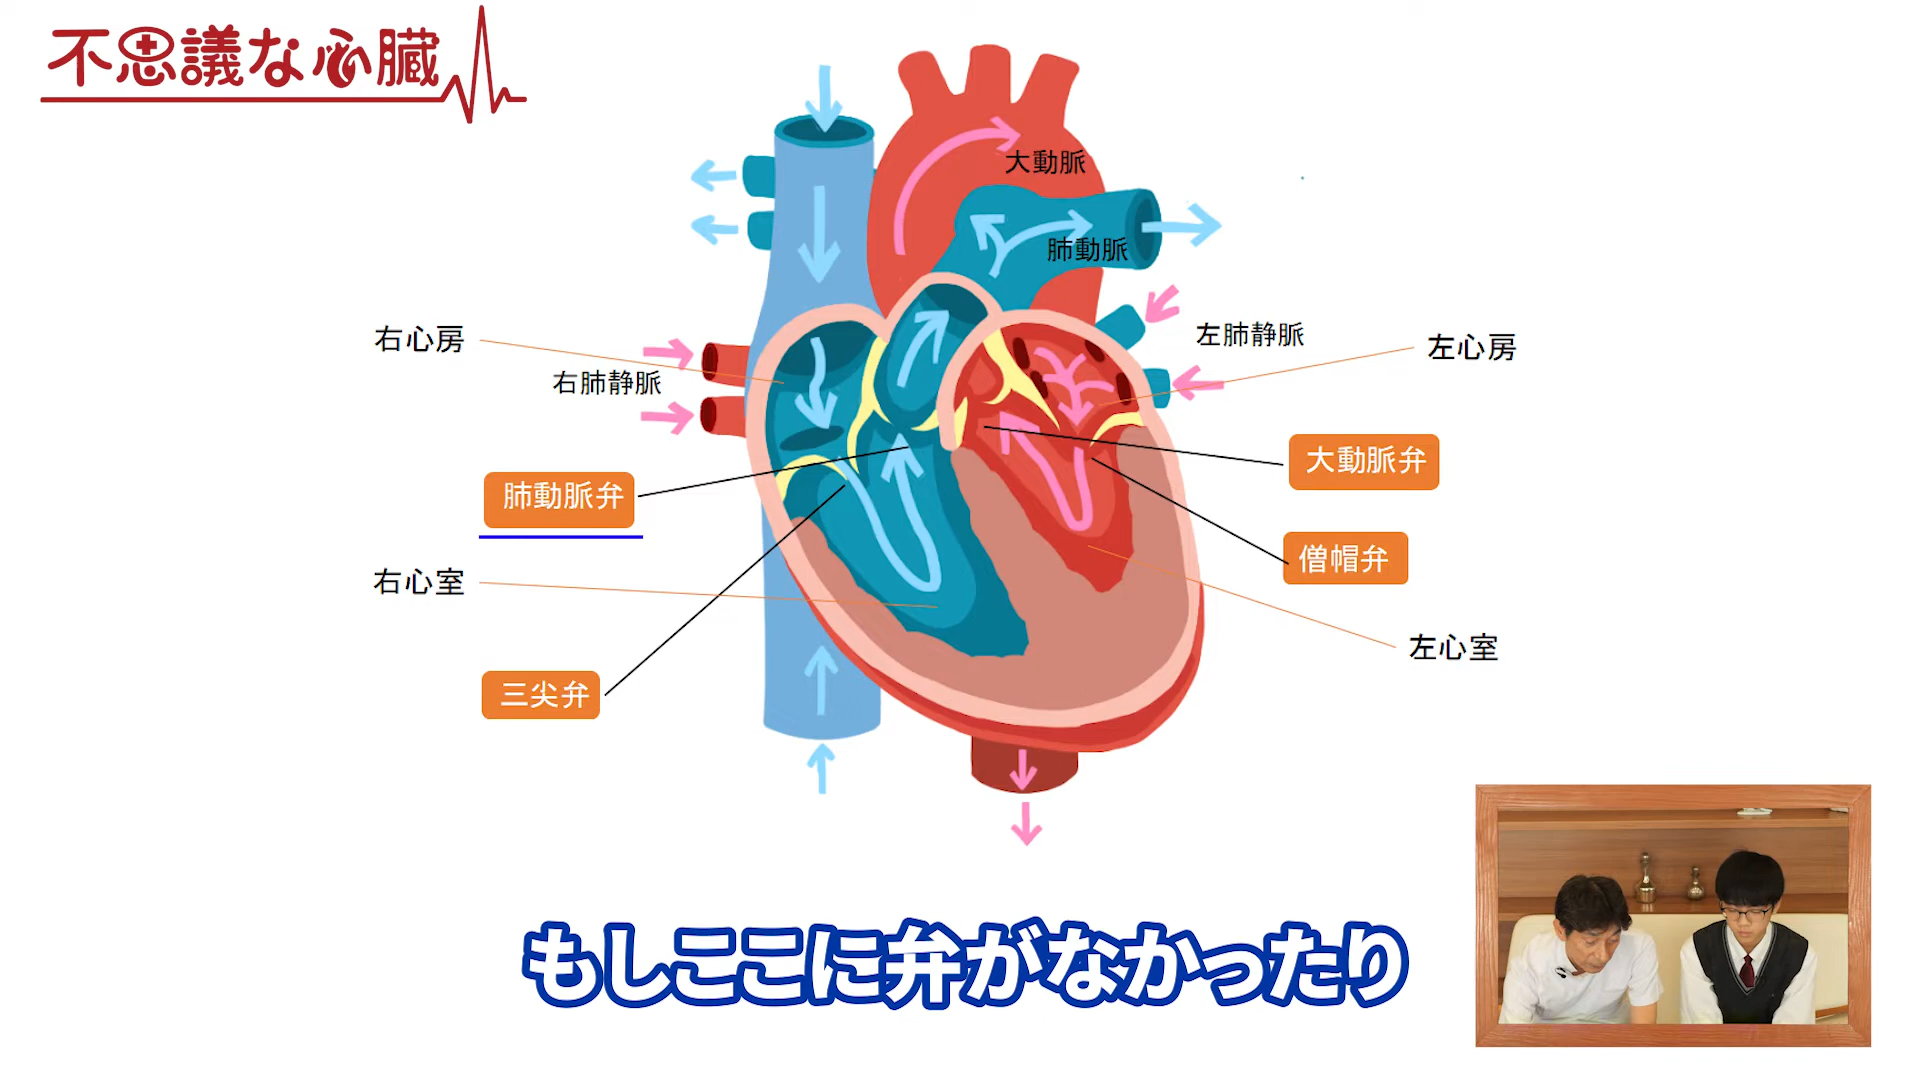 不思議な心臓
大動脈
肺動脈
右心房
左肺静脈
左心房
右肺静脈
大動脈弁
肺動脈弁
僧帽弁
右心室
左心室
三尖弁
もしここに弁がなかったり